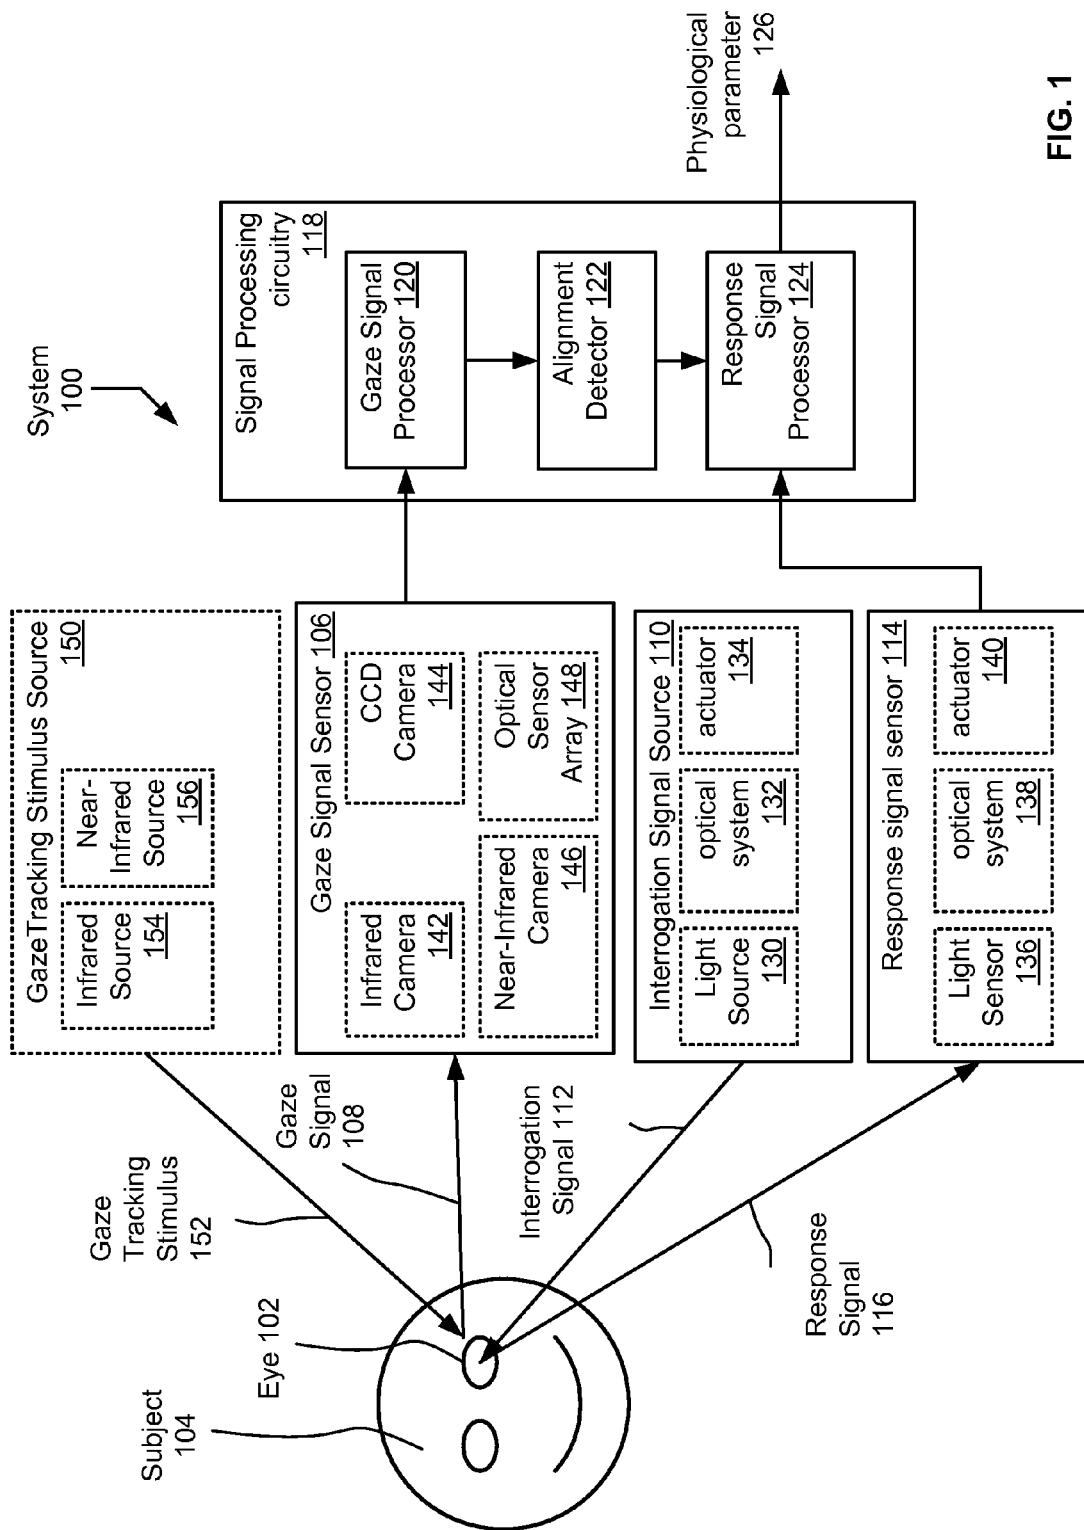 System
100
GazeTracking Stimulus Source
150
Infrared
Source
154
Near-
Infrared
Source
156
Gaze
Tracking
Stimulus
152
Gaze
Signal
108
Gaze Signal Sensor 106
Infrared
Camera
142
CCD
Camera
144
Near-Infrared
Camera
146
Optical
Sensor
Array 148
Subject
104
Eye 102
Interrogation
Signal 112
Interrogation Signal Source 110
Light
Source
130
optical
system
132
actuator
134
Response
Signal
116
Response signal sensor 114
Light
Sensor
136
optical
system
138
actuator
140
Signal Processing
circuitry
118
Gaze Signal
Processor 120
Alignment
Detector 122
Response
Signal
Processor 124
Physiological
parameter
126
FIG. 1